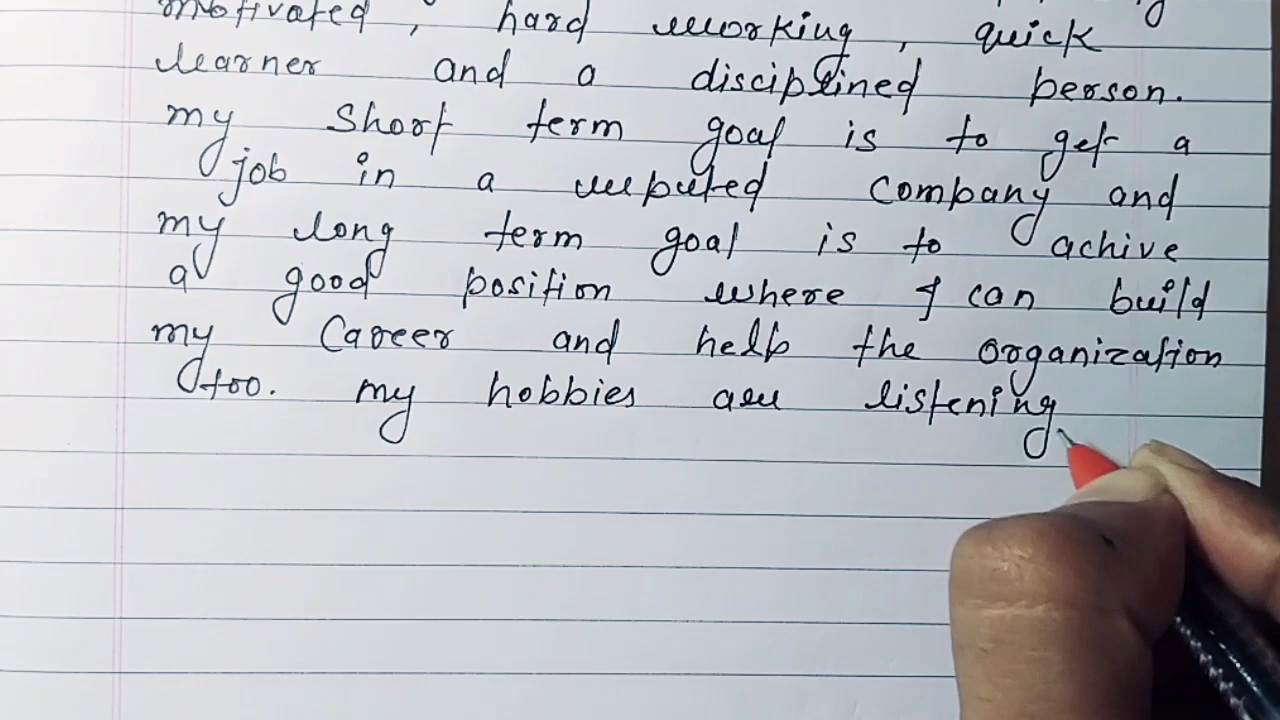 motivated, hard working, quick
learner and a disciplined person.
my short term goal is to get a
job in a reputed company and
my long term goal is to achive
a good position where I can build
my Career and help the organization
too. my hobbies are listening